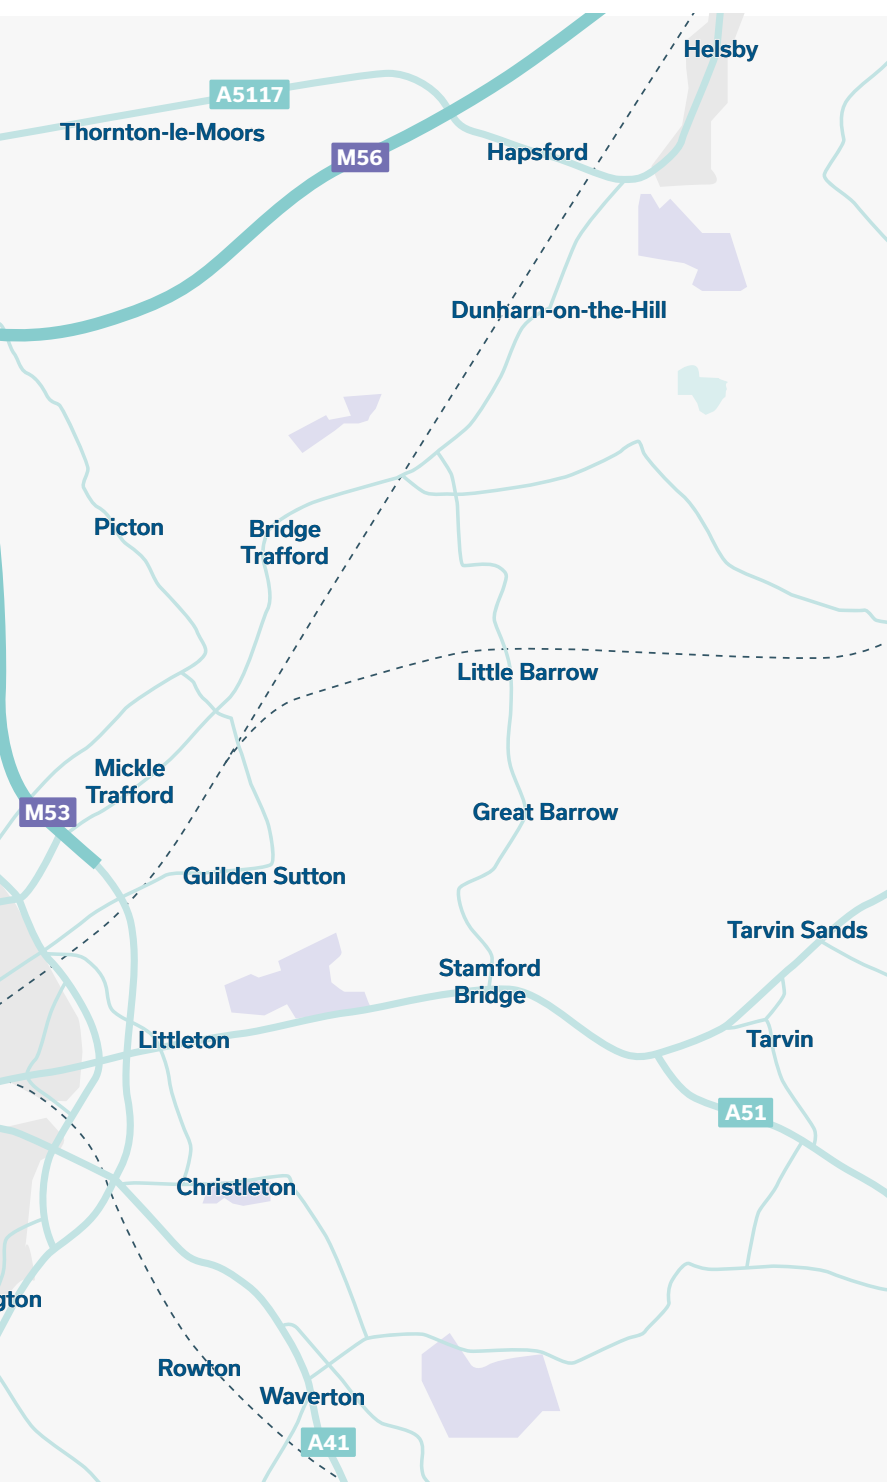 Helsby
A5117
Thornton-le-Moors
Hapsford
M56
Dunharn-on-the-Hill
Picton
Bridge
Trafford
Little Barrow
Mickle
Trafford
M53
Great Barrow
Guilden Sutton
Tarvin Sands
Stamford
Bridge
Littleton
Tarvin
A51
Christleton
gton
Rowton
Waverton
A41